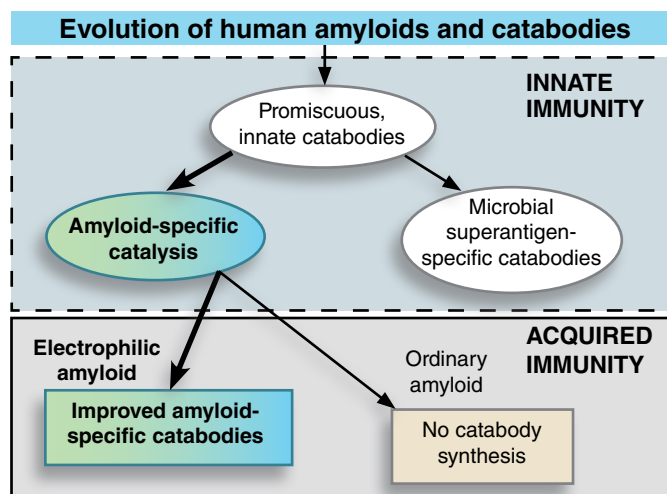 Evolution of human amyloids and catabodies
INNATE
IMMUNITY
Promiscuous,
innate catabodies
Amyloid-specific
catalysis
Microbial
superantigen-
specific catabodies
ACQUIRED
IMMUNITY
Electrophilic
amyloid
Ordinary
amyloid
Improved amyloid-
specific catabodies
No catabody
synthesis